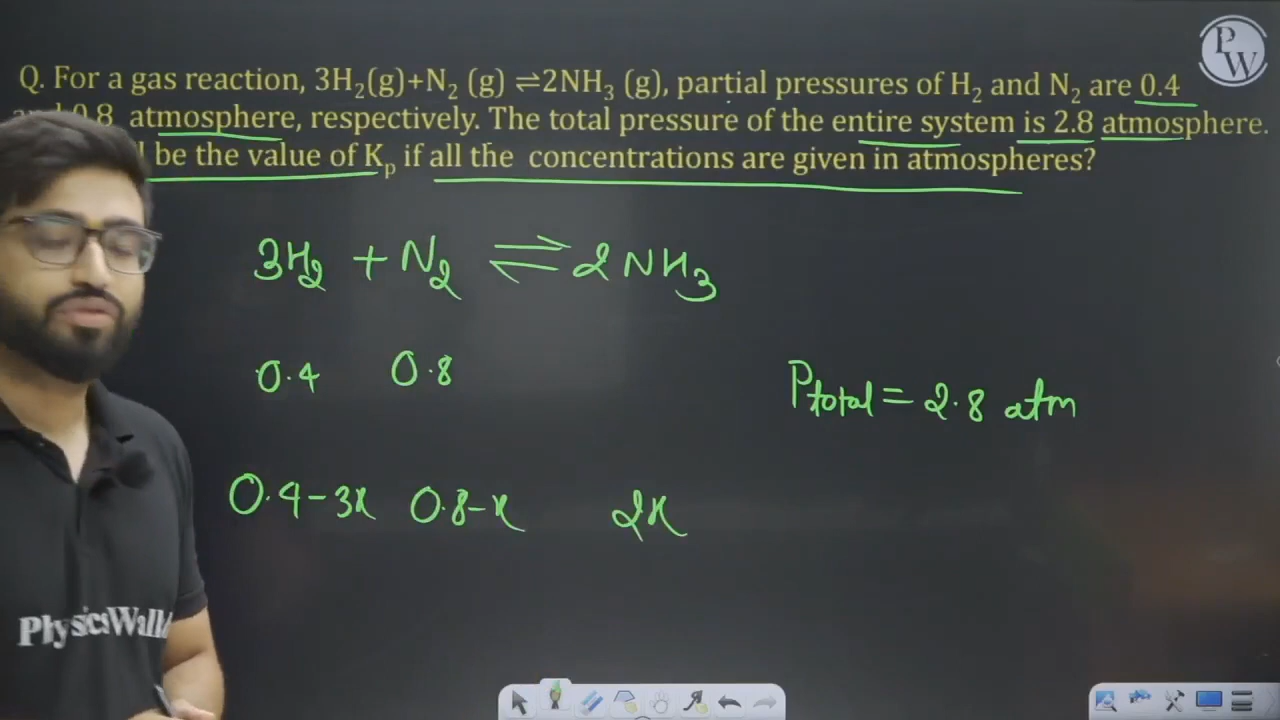 Q. For a gas reaction, 3H₂(g)+N₂ (g) ⇌2NH₃ (g), partial pressures of H₂ and N₂ are 0.4
0.8 atmosphere, respectively. The total pressure of the entire system is 2.8 atmosphere.
be the value of Kₚ if all the concentrations are given in atmospheres?
PW
3H₂ + N₂ ⇌ 2NH₃
0.4 0.8
Ptotal = 2.8 atm
0.4-3x 0.8-x 2x